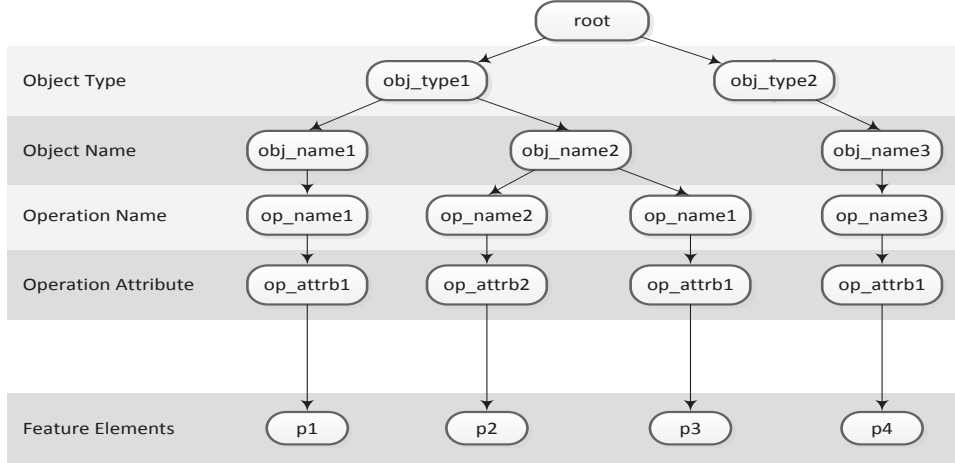 root
Object Type
obj_type1
obj_type2
Object Name
obj_name1
obj_name2
obj_name3
Operation Name
op_name1
op_name2
op_name1
op_name3
Operation Attribute
op_attrb1
op_attrb2
op_attrb1
op_attrb1
Feature Elements
p1
p2
p3
p4